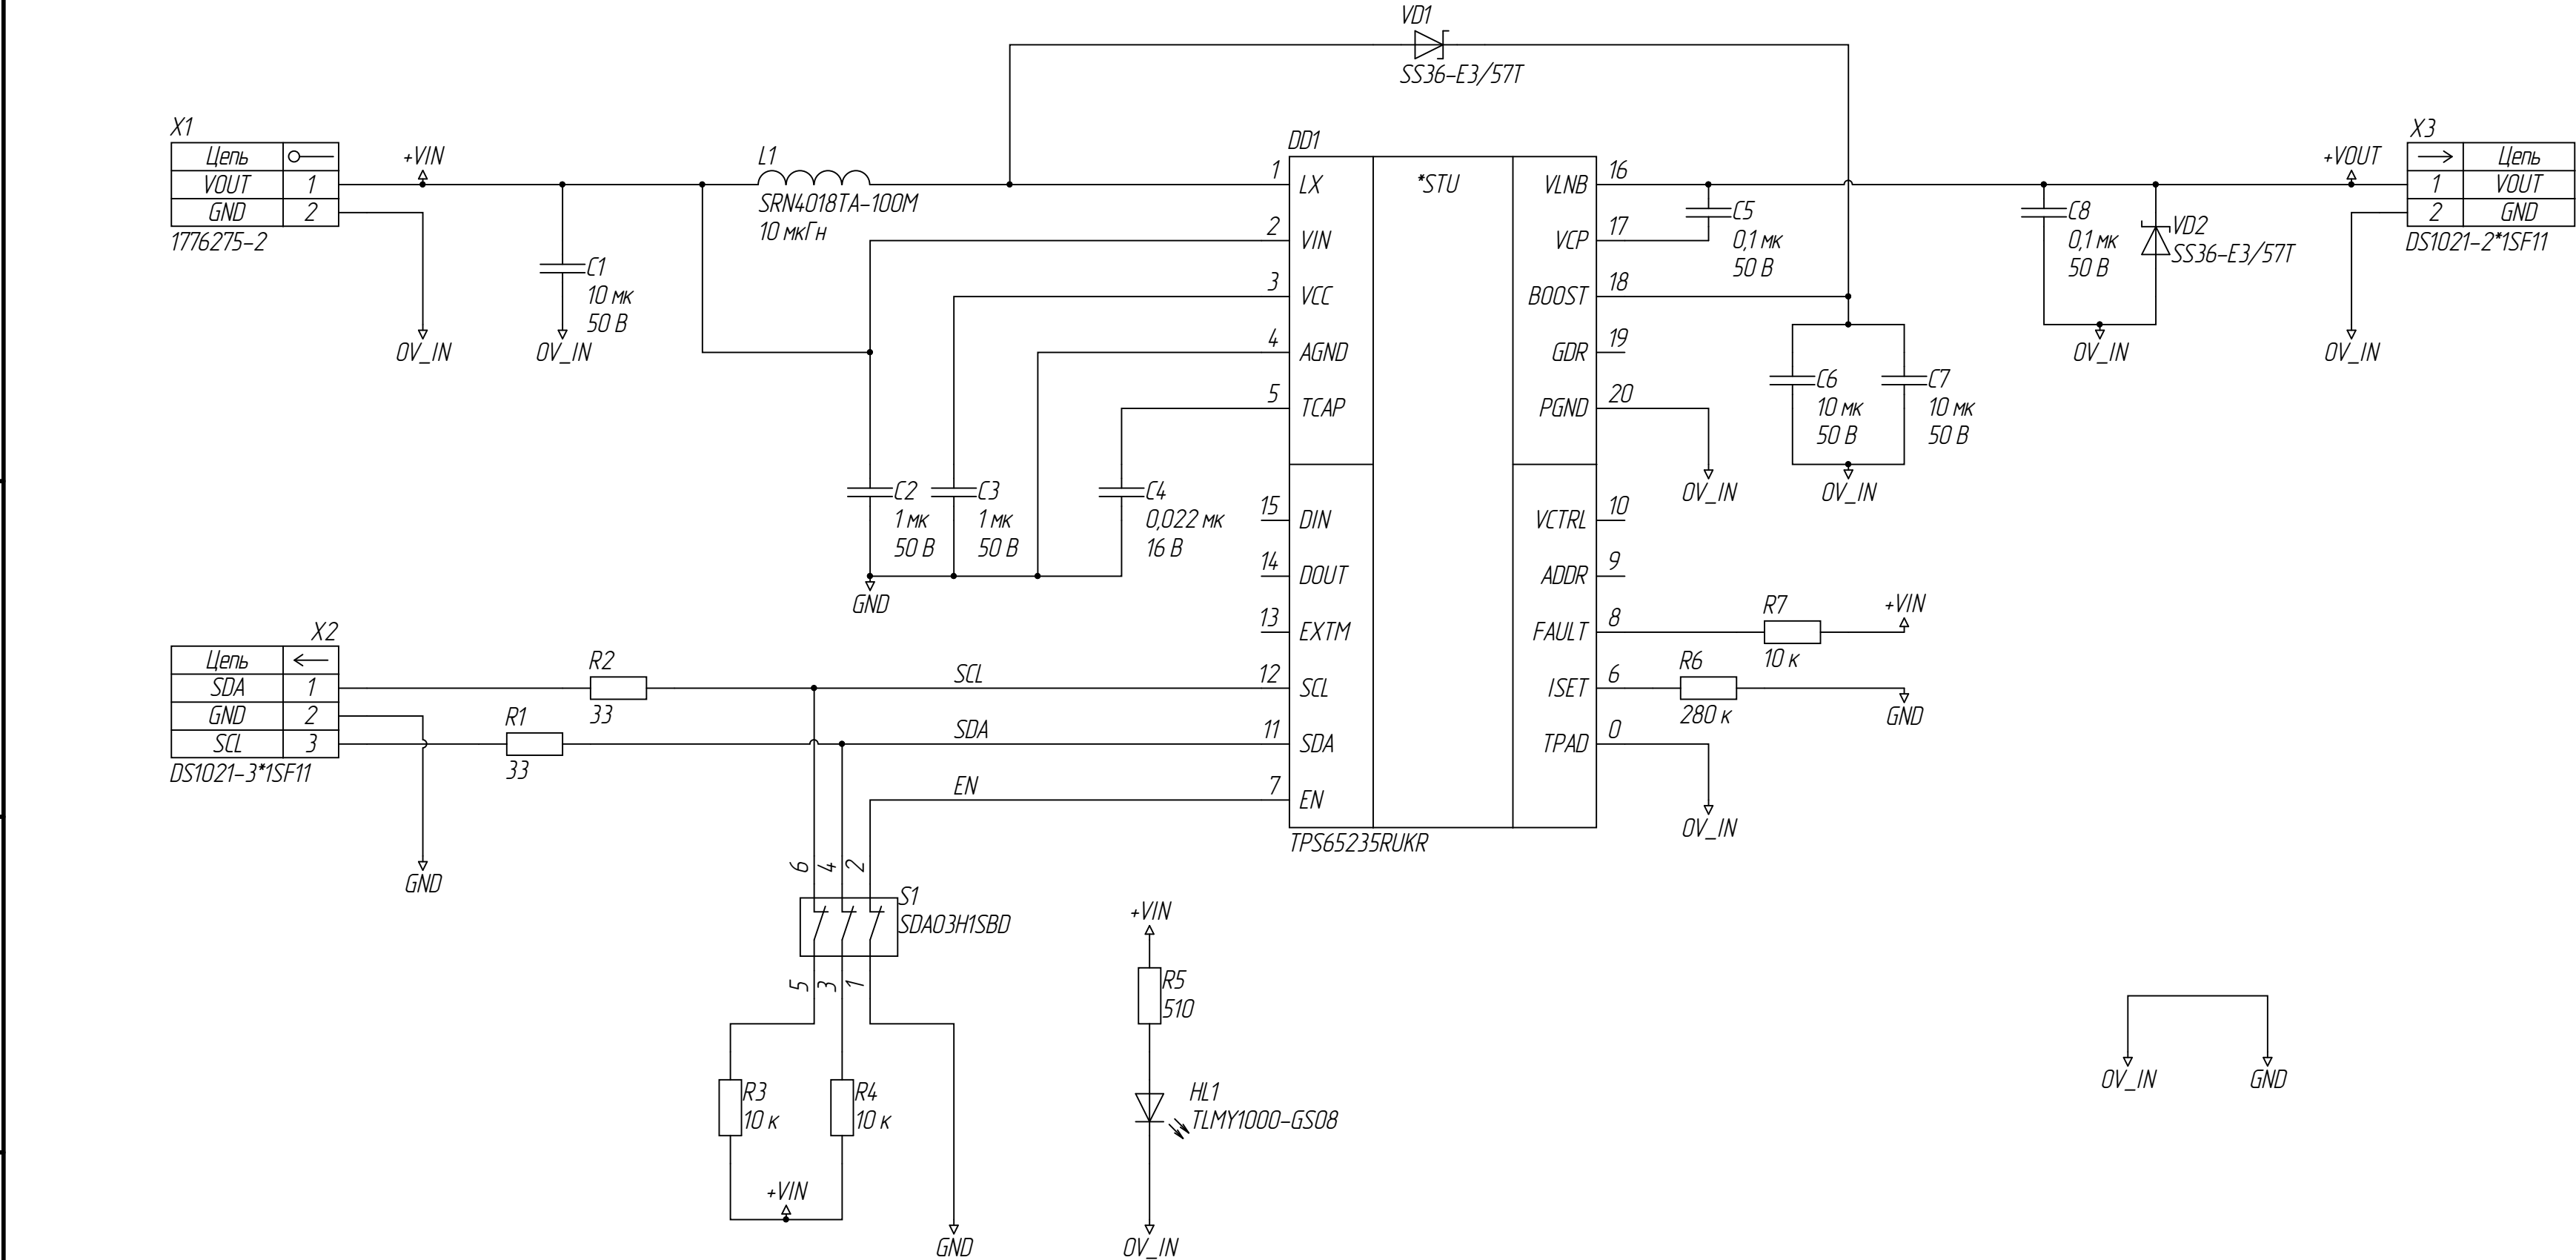 VD1
SS36-E3/57T
X1
Цепь
VOUT 1
GND 2
1776275-2
+VIN
0V_IN
C1
10 мк
50 В
0V_IN
L1
SRN4018TA-100M
10 мкГн
DD1
*STU
1 LX
2 VIN
3 VCC
4 AGND
5 TCAP
15 DIN
14 DOUT
13 EXTM
12 SCL
11 SDA
7 EN
VLNB 16
VCP 17
BOOST 18
GDR 19
PGND 20
VCTRL 10
ADDR 9
FAULT 8
ISET 6
TPAD 0
TPS65235RUKR
C2
1 мк
50 В
C3
1 мк
50 В
C4
0,022 мк
16 В
GND
C5
0,1 мк
50 В
C6
10 мк
50 В
C7
10 мк
50 В
0V_IN
0V_IN
C8
0,1 мк
50 В
VD2
SS36-E3/57T
0V_IN
+VOUT
0V_IN
X3
Цепь
1 VOUT
2 GND
DS1021-2*1SF11
X2
Цепь
SDA 1
GND 2
SCL 3
DS1021-3*1SF11
R2
33
R1
33
SCL
SDA
EN
GND
R7
10 к
+VIN
R6
280 к
GND
0V_IN
6 4 2
S1
SDA03H1SBD
5 3 1
R3
10 к
R4
10 к
+VIN
GND
+VIN
R5
510
HL1
TLMY1000-GS08
0V_IN
0V_IN
GND